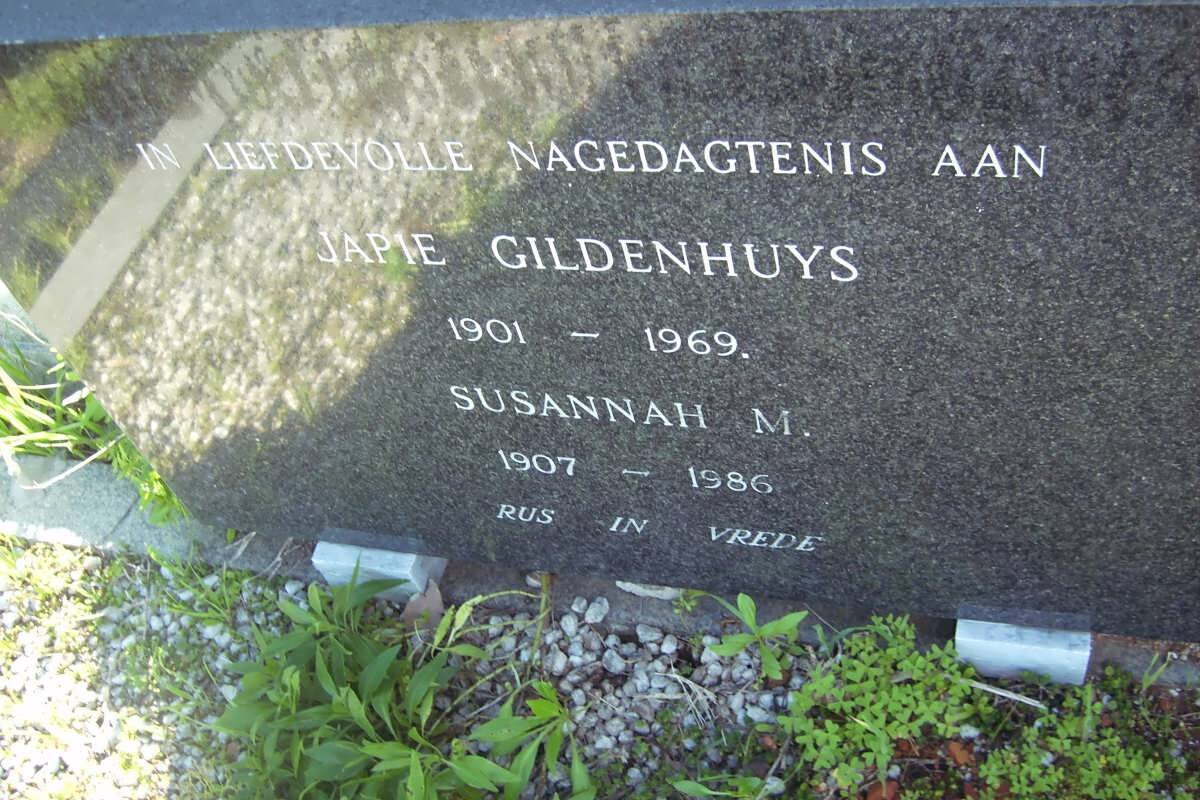 IN LIEFDEVOLLE NAGEDAGTENIS AAN
JAPIE GILDENHUYS
1901 – 1969.
SUSANNAH M.
1907 – 1986
RUS IN VREDE